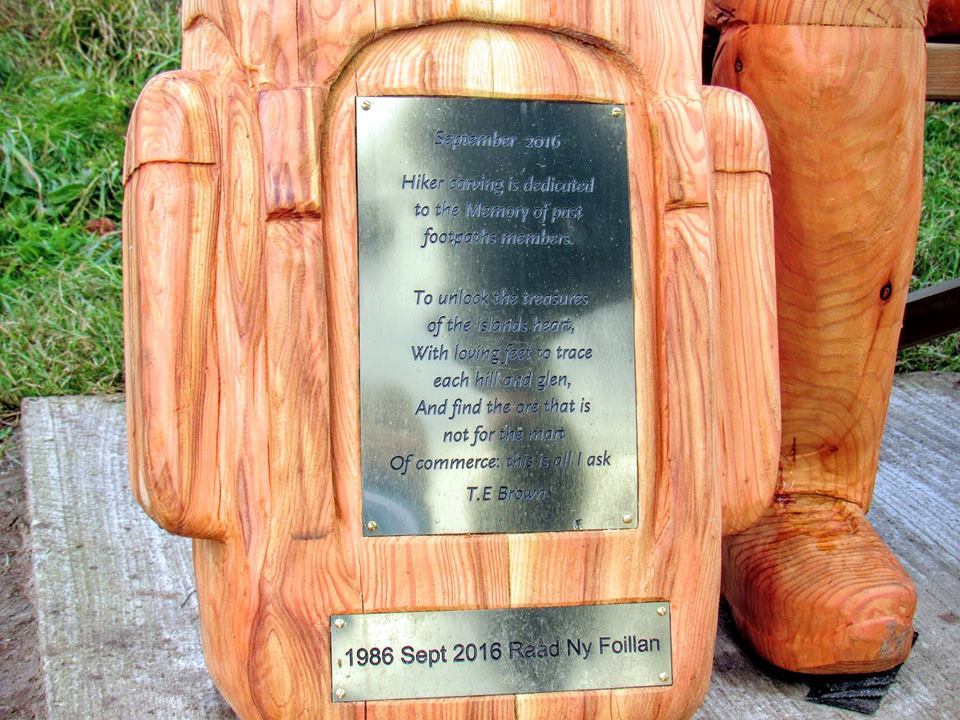 September 2016
Hiker carving is dedicated
to the Memory of past
footpaths members.
To unlock the treasures
of the islands heart,
With loving feet to trace
each hill and glen,
And find the ore that is
not for the mart
Of commerce: this is all I ask
T.E Brown
1986 Sept 2016 Raad Ny Foillan